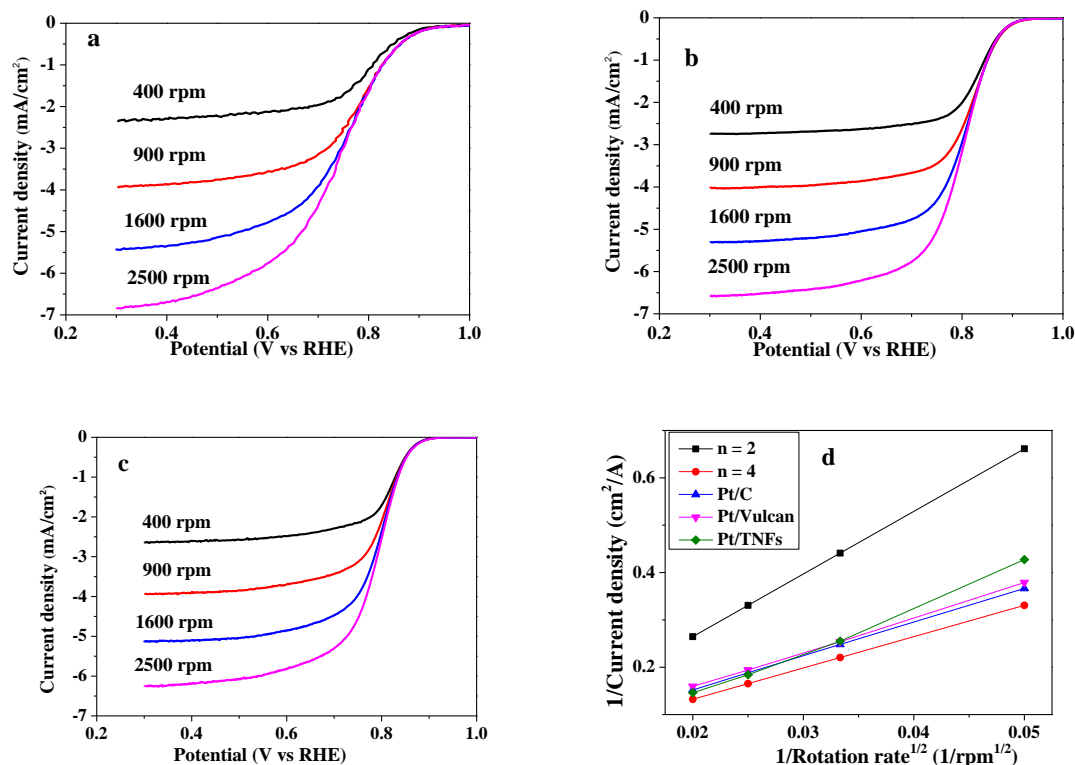 a
400 rpm
900 rpm
1600 rpm
2500 rpm
0
-1
-2
-3
-4
-5
-6
-7
0.2
0.4
0.6
0.8
1.0
Current density (mA/cm²)
Potential (V vs RHE)
b
400 rpm
900 rpm
1600 rpm
2500 rpm
0
-1
-2
-3
-4
-5
-6
-7
0.2
0.4
0.6
0.8
1.0
Current density (mA/cm²)
Potential (V vs RHE)
c
400 rpm
900 rpm
1600 rpm
2500 rpm
0
-1
-2
-3
-4
-5
-6
-7
0.2
0.4
0.6
0.8
1.0
Current density (mA/cm²)
Potential (V vs RHE)
d
n = 2
n = 4
Pt/C
Pt/Vulcan
Pt/TNFs
0.6
0.4
0.2
0.02
0.03
0.04
0.05
1/Current density (cm²/A)
1/Rotation rate^1/2 (1/rpm^1/2)